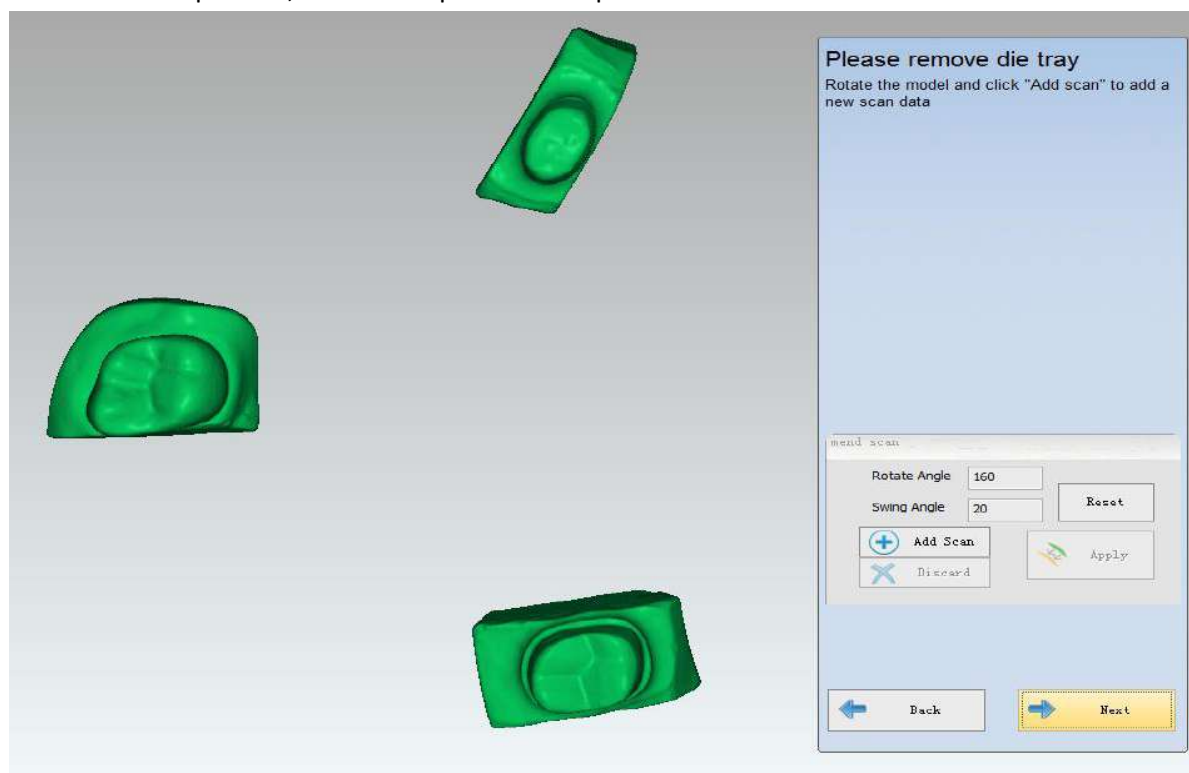 Please remove die tray
Rotate the model and click "Add scan" to add a
new scan data
mend scan
Rotate Angle 160
Swing Angle 20
Reset
Add Scan
Discard
Apply
Back
Next